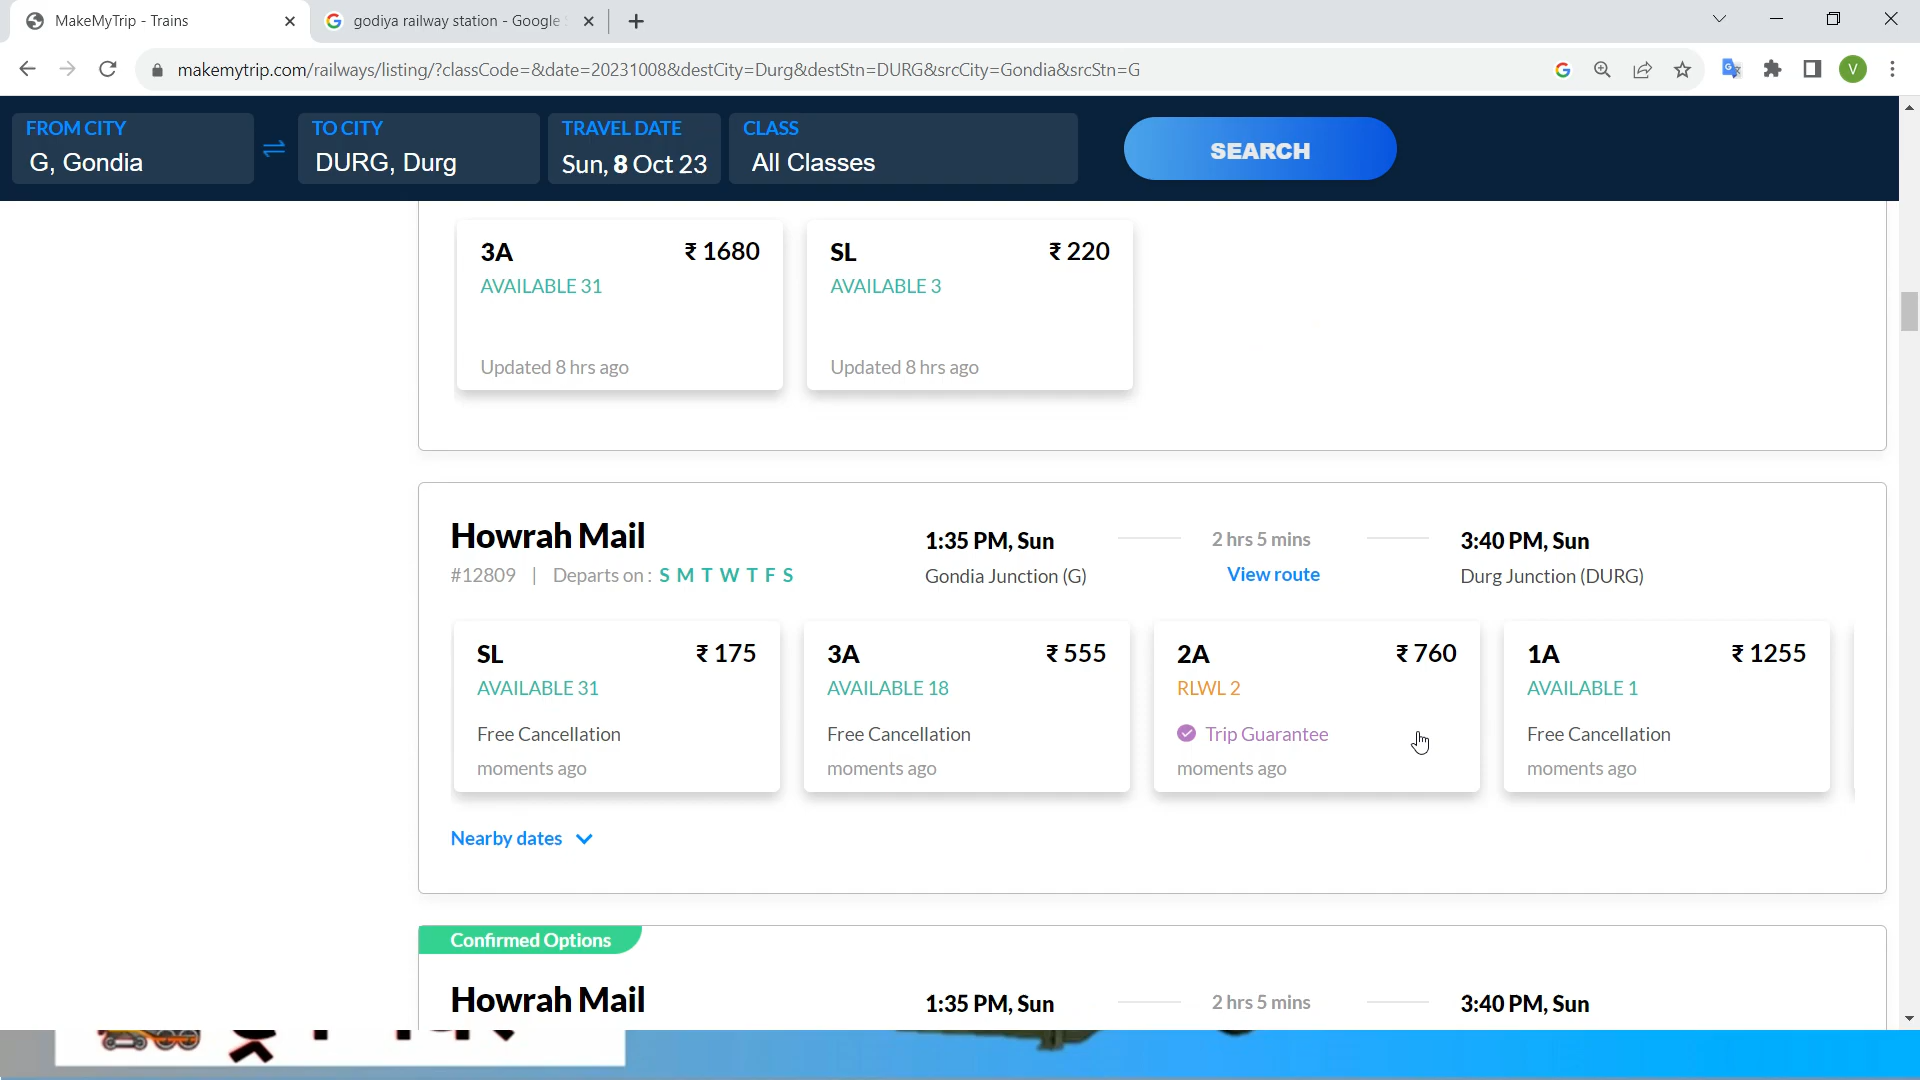 MakeMyTrip - Trains
godiya railway station - Google
makemytrip.com/railways/listing/?classCode=&date=20231008&destCity=Durg&destStn=DURG&srcCity=Gondia&srcStn=G
V
FROM CITY
G, Gondia
TO CITY
DURG, Durg
TRAVEL DATE
Sun, 8 Oct 23
CLASS
All Classes
SEARCH
3A ₹ 1680
AVAILABLE 31
Updated 8 hrs ago
SL ₹ 220
AVAILABLE 3
Updated 8 hrs ago
Howrah Mail
#12809 | Departs on : S M T W T F S
1:35 PM, Sun
Gondia Junction (G)
2 hrs 5 mins
View route
3:40 PM, Sun
Durg Junction (DURG)
SL ₹ 175
AVAILABLE 31
Free Cancellation
moments ago
3A ₹ 555
AVAILABLE 18
Free Cancellation
moments ago
2A ₹ 760
RLWL 2
Trip Guarantee
moments ago
1A ₹ 1255
AVAILABLE 1
Free Cancellation
moments ago
Nearby dates
Confirmed Options
Howrah Mail
1:35 PM, Sun
2 hrs 5 mins
3:40 PM, Sun